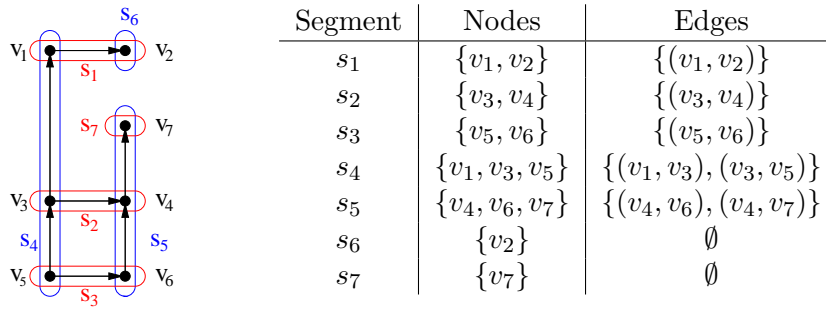 s₆
v₁ v₂
s₁
s₇ v₇
v₃ v₄
s₂
s₄ s₅
v₅ v₆
s₃
Segment Nodes Edges
s₁ {v₁, v₂} {(v₁, v₂)}
s₂ {v₃, v₄} {(v₃, v₄)}
s₃ {v₅, v₆} {(v₅, v₆)}
s₄ {v₁, v₃, v₅} {(v₁, v₃), (v₃, v₅)}
s₅ {v₄, v₆, v₇} {(v₄, v₆), (v₄, v₇)}
s₆ {v₂} ∅
s₇ {v₇} ∅